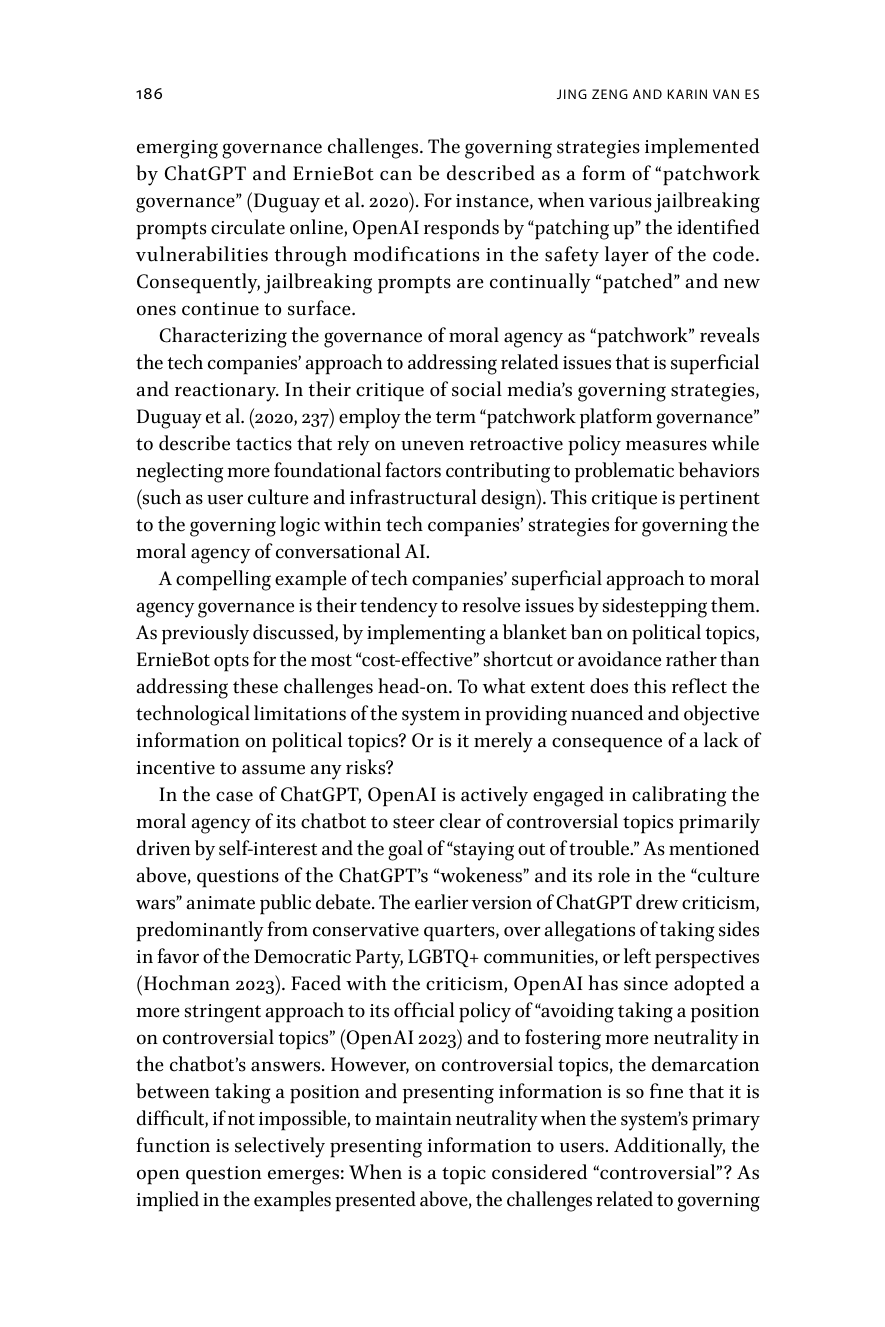 186
JING ZENG AND KARIN VAN ES
emerging governance challenges. The governing strategies implemented
by ChatGPT and ErnieBot can be described as a form of “patchwork
governance” (Duguay et al. 2020). For instance, when various jailbreaking
prompts circulate online, OpenAI responds by “patching up” the identified
vulnerabilities through modifications in the safety layer of the code.
Consequently, jailbreaking prompts are continually “patched” and new
ones continue to surface.
Characterizing the governance of moral agency as “patchwork” reveals
the tech companies’ approach to addressing related issues that is superficial
and reactionary. In their critique of social media’s governing strategies,
Duguay et al. (2020, 237) employ the term “patchwork platform governance”
to describe tactics that rely on uneven retroactive policy measures while
neglecting more foundational factors contributing to problematic behaviors
(such as user culture and infrastructural design). This critique is pertinent
to the governing logic within tech companies’ strategies for governing the
moral agency of conversational AI.
A compelling example of tech companies’ superficial approach to moral
agency governance is their tendency to resolve issues by sidestepping them.
As previously discussed, by implementing a blanket ban on political topics,
ErnieBot opts for the most “cost-effective” shortcut or avoidance rather than
addressing these challenges head-on. To what extent does this reflect the
technological limitations of the system in providing nuanced and objective
information on political topics? Or is it merely a consequence of a lack of
incentive to assume any risks?
In the case of ChatGPT, OpenAI is actively engaged in calibrating the
moral agency of its chatbot to steer clear of controversial topics primarily
driven by self-interest and the goal of “staying out of trouble.” As mentioned
above, questions of the ChatGPT’s “wokeness” and its role in the “culture
wars” animate public debate. The earlier version of ChatGPT drew criticism,
predominantly from conservative quarters, over allegations of taking sides
in favor of the Democratic Party, LGBTQ+ communities, or left perspectives
(Hochman 2023). Faced with the criticism, OpenAI has since adopted a
more stringent approach to its official policy of “avoiding taking a position
on controversial topics” (OpenAI 2023) and to fostering more neutrality in
the chatbot’s answers. However, on controversial topics, the demarcation
between taking a position and presenting information is so fine that it is
difficult, if not impossible, to maintain neutrality when the system’s primary
function is selectively presenting information to users. Additionally, the
open question emerges: When is a topic considered “controversial”? As
implied in the examples presented above, the challenges related to governing